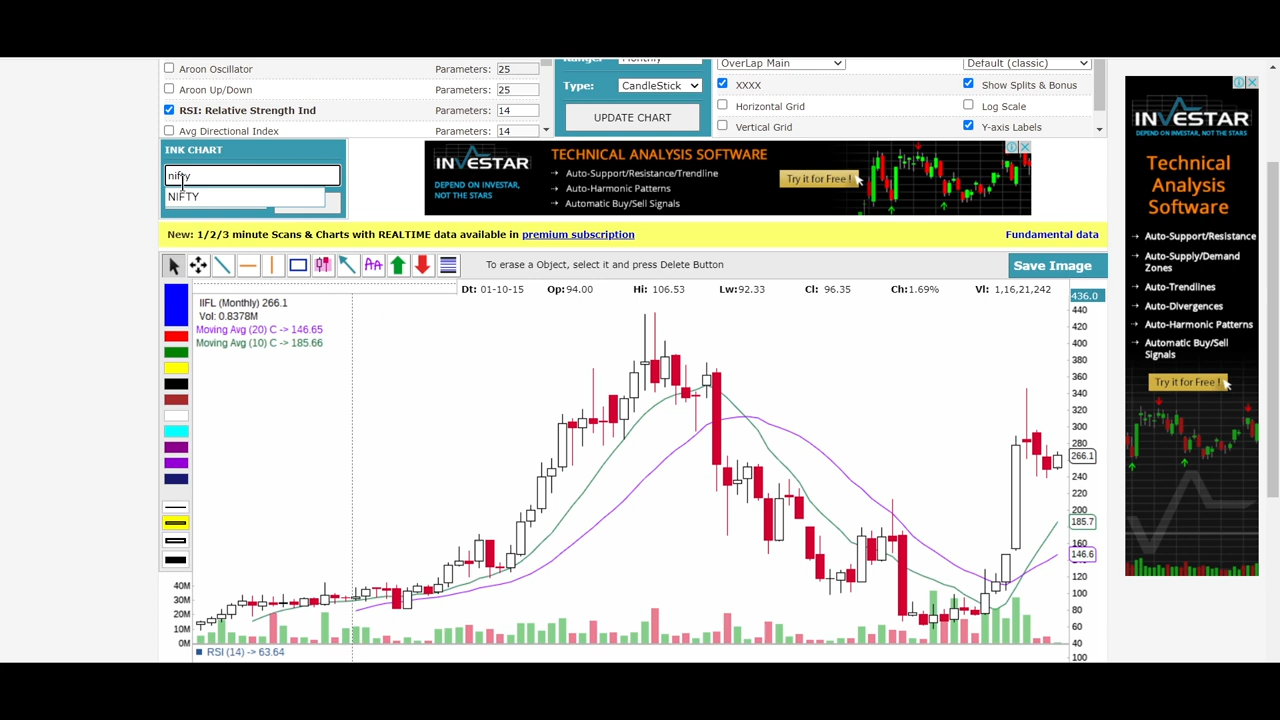 Aroon Oscillator Parameters: 25
Aroon Up/Down Parameters: 25
RSI: Relative Strength Ind Parameters: 14
Avg Directional Index Parameters: 14
Monthly
Type: CandleStick
UPDATE CHART
OverLap Main Default (classic)
XXXX Show Splits & Bonus
Horizontal Grid Log Scale
Vertical Grid Y-axis Labels
INK CHART
nifty
NIFTY
INVESTAR
DEPEND ON INVESTAR,
NOT THE STARS
TECHNICAL ANALYSIS SOFTWARE
→ Auto-Support/Resistance/Trendline
→ Auto-Harmonic Patterns
→ Automatic Buy/Sell Signals
Try it for Free !
New: 1/2/3 minute Scans & Charts with REALTIME data available in premium subscription Fundamental data
To erase a Object, select it and press Delete Button
Save Image
Dt: 01-10-15 Op:94.00 Hi: 106.53 Lw:92.33 Cl: 96.35 Ch:1.69% Vl: 1,16,21,242
IIFL (Monthly) 266.1
Vol: 0.8378M
Moving Avg (20) C -> 146.65
Moving Avg (10) C -> 185.66
436.0
440
420
400
380
360
340
320
300
280
266.1
240
220
200
185.7
160
146.6
120
100
80
60
40
100
40M
30M
20M
10M
0M
RSI (14) -> 63.64
INVESTAR
DEPEND ON INVESTAR, NOT THE STARS
Technical
Analysis
Software
→ Auto-Support/Resistance
→ Auto-Supply/Demand
Zones
→ Auto-Trendlines
→ Auto-Divergences
→ Auto-Harmonic Patterns
→ Automatic Buy/Sell
Signals
Try it for Free !